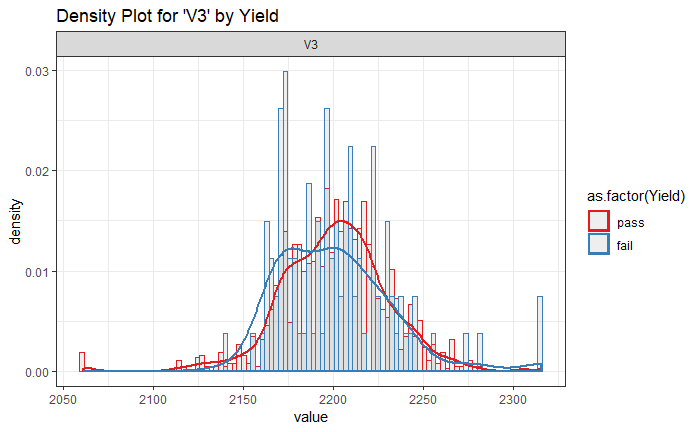 Density Plot for 'V3' by Yield
V3
0.03
0.02
0.01
0.00
density
2050 2100 2150 2200 2250 2300
value
as.factor(Yield)
pass
fail